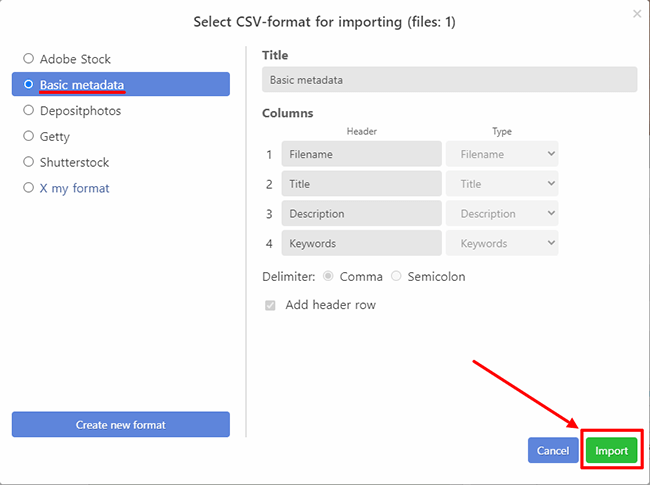 Select CSV-format for importing (files: 1)
Adobe Stock
Basic metadata
Depositphotos
Getty
Shutterstock
X my format
Create new format
Title
Basic metadata
Columns
Header Type
1 Filename Filename
2 Title Title
3 Description Description
4 Keywords Keywords
Delimiter: Comma Semicolon
Add header row
Cancel Import